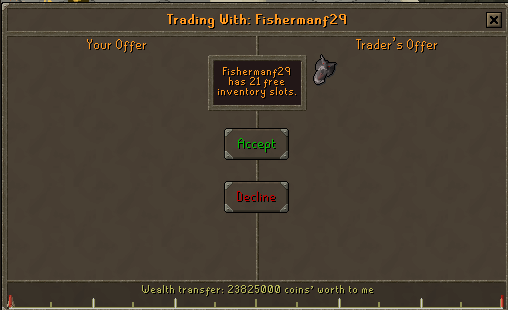 Trading With: Fishermanf29
Your Offer
Trader's Offer
Fishermanf29
has 21 free
inventory slots.
Accept
Decline
Wealth transfer: 23825000 coins' worth to me